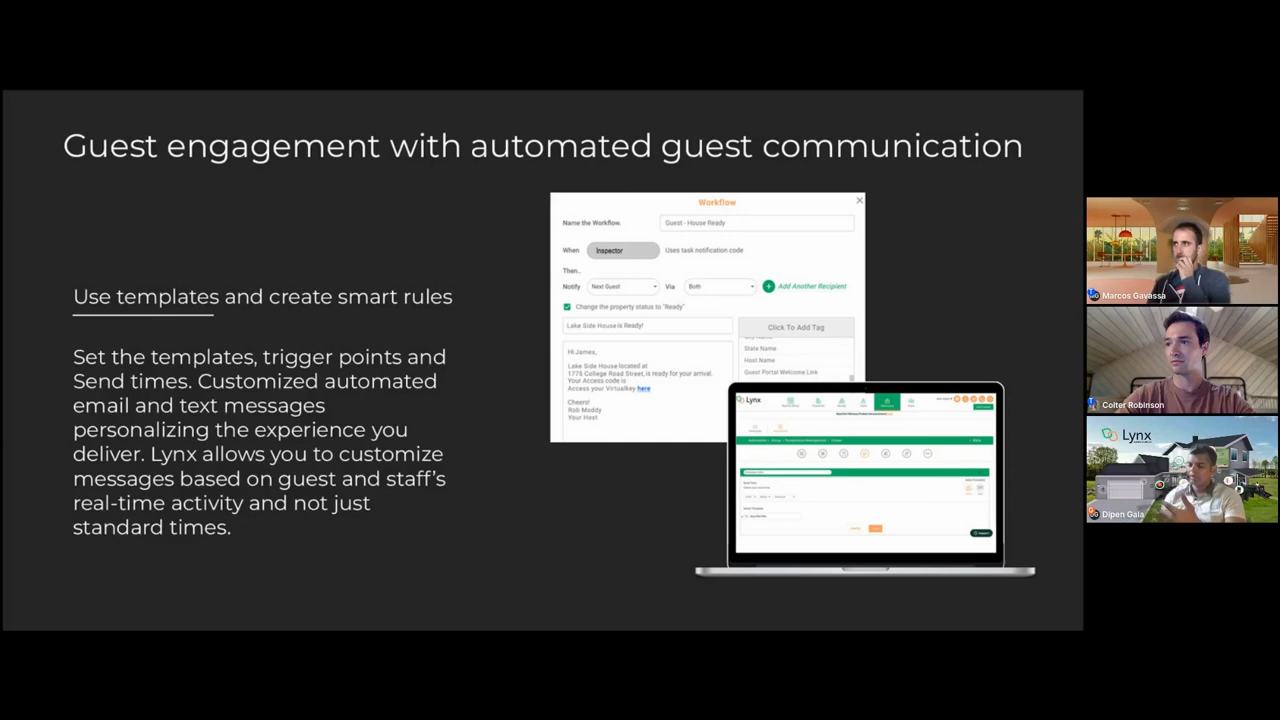 Guest engagement with automated guest communication
Use templates and create smart rules
Set the templates, trigger points and
Send times. Customized automated
email and text messages
personalizing the experience you
deliver. Lynx allows you to customize
messages based on guest and staff's
real-time activity and not just
standard times.
Workflow
Name the Workflow. Guest - House Ready
When Inspector Uses task notification code
Then..
Notify Next Guest Via Both Add Another Recipient
Change the property status to "Ready"
Lake Side House is Ready!
Click To Add Tag
State Name
Host Name
Guest Portal Welcome Link
Hi James,
Lake Side House located at
1775 College Road Street, is ready for your arrival.
Your Access code is
Access your Virtualkey here
Cheers!
Rob Moddy
Your Host
Lynx
Marcos Gavassa
Colter Robinson
Lynx
Dipen Gala